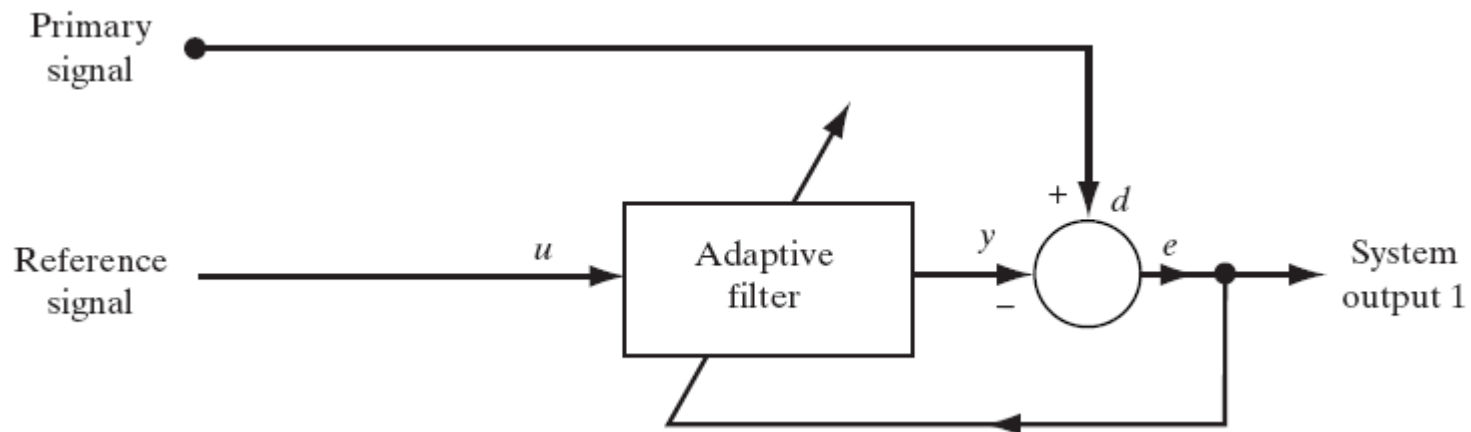 Primary
signal
+
d
Reference
signal
u
Adaptive
filter
y
−
e
System
output 1